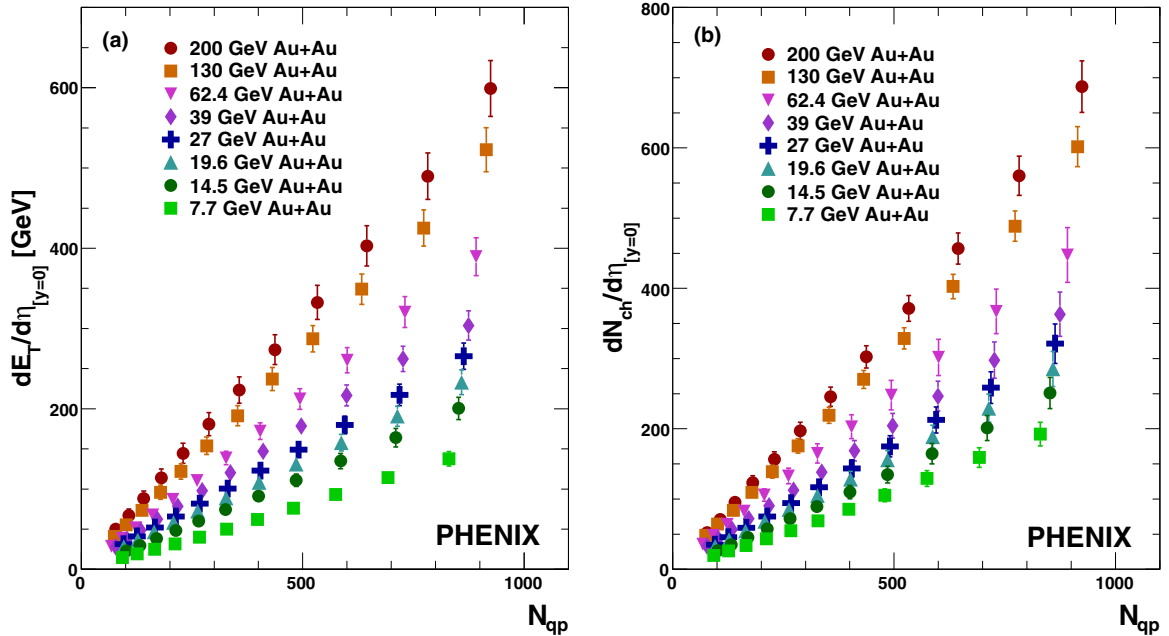 (a)
200 GeV Au+Au
130 GeV Au+Au
62.4 GeV Au+Au
39 GeV Au+Au
27 GeV Au+Au
19.6 GeV Au+Au
14.5 GeV Au+Au
7.7 GeV Au+Au
600
400
200
0
dE_T/dη_[y=0] [GeV]
PHENIX
0 500 1000
N_qp
(b)
200 GeV Au+Au
130 GeV Au+Au
62.4 GeV Au+Au
39 GeV Au+Au
27 GeV Au+Au
19.6 GeV Au+Au
14.5 GeV Au+Au
7.7 GeV Au+Au
800
600
400
200
0
dN_ch/dη_[y=0]
PHENIX
0 500 1000
N_qp